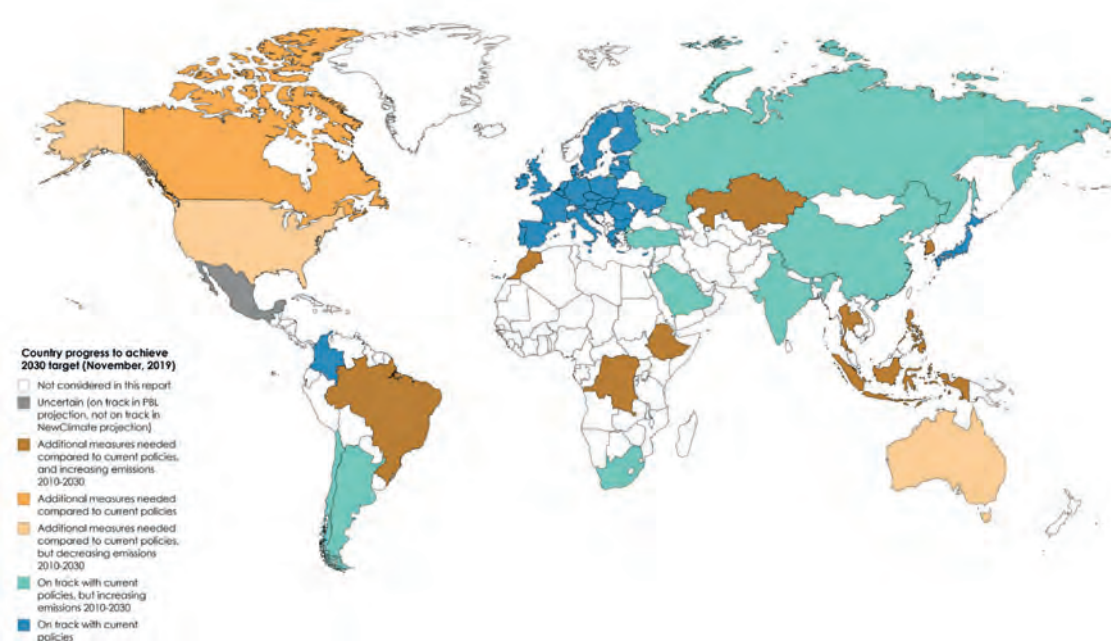 Country progress to achieve
2030 target (November, 2019)
Not considered in this report
Uncertain (on track in PBL
projection, not on track in
NewClimate projection)
Additional measures needed
compared to current policies,
and increasing emissions
2010-2030
Additional measures needed
compared to current policies
Additional measures needed
compared to current policies,
but decreasing emissions
2010-2030
On track with current
policies, but increasing
emissions 2010-2030
On track with current
policies